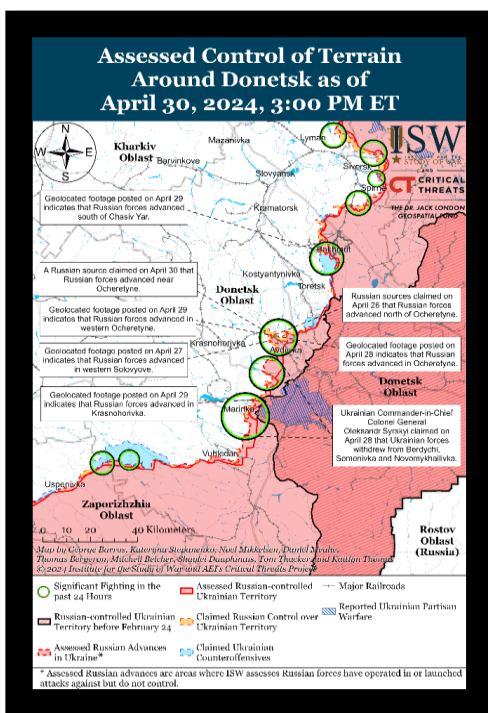 Assessed Control of Terrain
Around Donetsk as of
April 30, 2024, 3:00 PM ET
N
W E
S
Kharkiv
Oblast
Mazanivka
Barvinkove
Lyman
ISW
INSTITUTE FOR THE
STUDY OF WAR
AND
CT CRITICAL
THREATS
THE DR. JACK LONDON
GEOSPATIAL FUND
Siversk
Slovyansk
Spirne
Kramatorsk
Geolocated footage posted on April 29
indicates that Russian forces advanced
south of Chasiv Yar.
Bakhmut
A Russian source claimed on April 30 that
Russian forces advanced near
Ocheretyne.
Kostyantynivka
Toretsk
Donetsk
Oblast
Russian sources claimed on
April 26 that Russian forces
advanced north of Ocheretyne.
Geolocated footage posted on April 29
indicates that Russian forces advanced in
western Ocheretyne.
Krasnohorivka
Avdiivka
Geolocated footage posted on April 27
indicates that Russian forces advanced
in western Solovyove.
Geolocated footage posted on
April 28 indicates that Russian
forces advanced in Ocheretyne.
Donetsk
Oblast
Geolocated footage posted on April 29
indicates that Russian forces advanced in
Krasnohorivka.
Marinka
Ukrainian Commander-in-Chief
Colonel General
Oleksandr Syrskyi claimed on
April 28 that Ukrainian forces
withdrew from Berdychi,
Semonivka and Novomykhailivka.
Vuhledar
Uspenivka
Zaporizhzhia
Oblast
Rostov
Oblast
(Russia)
0 10 20 40 Kilometers
Map by George Barros, Kateryna Stepanenko, Noel Mikkelsen, Daniel Mealie,
Thomas Bergeron, Mitchell Belcher, Shaglei Dauphinais, Tom Thacker and Kaitlyn Thomas
© 2024 Institute for the Study of War and AEI's Critical Threats Project
Significant Fighting in the
past 24 Hours
Assessed Russian-controlled
Ukrainian Territory
Major Railroads
Russian-controlled Ukrainian
Territory before February 24
Claimed Russian Control over
Ukrainian Territory
Reported Ukrainian Partisan
Warfare
Assessed Russian Advances
in Ukraine*
Claimed Ukrainian
Counteroffensives
* Assessed Russian advances are areas where ISW assesses Russian forces have operated in or launched
attacks against but do not control.